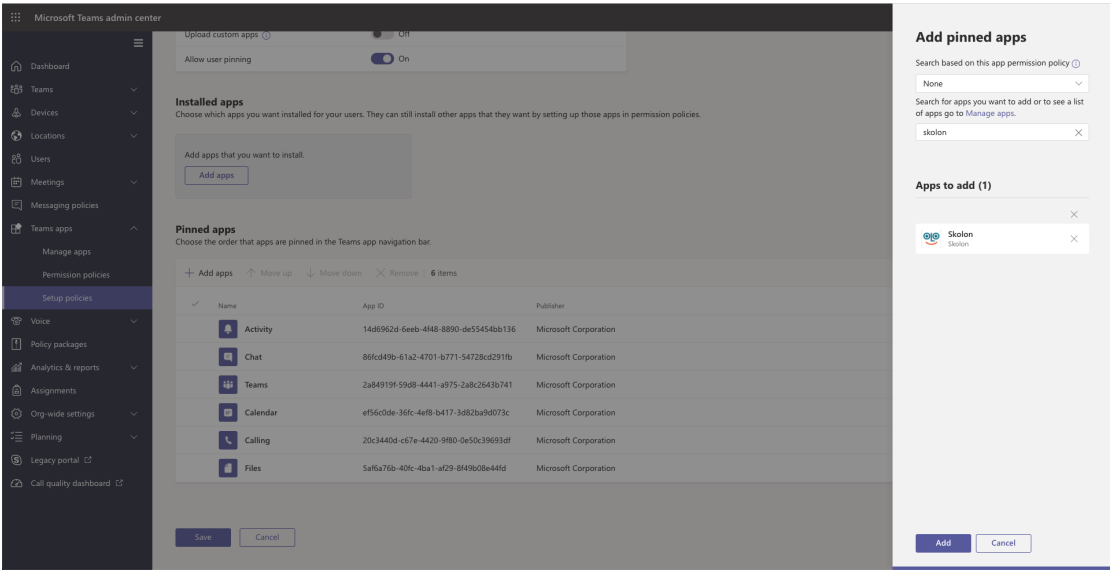 Microsoft Teams admin center
Dashboard
Teams
Devices
Locations
Users
Meetings
Messaging policies
Teams apps
Manage apps
Permission policies
Setup policies
Voice
Policy packages
Analytics & reports
Assignments
Org-wide settings
Planning
Legacy portal
Call quality dashboard
Upload custom apps Off
Allow user pinning On
Installed apps
Choose which apps you want installed for your users. They can still install other apps that they want by setting up those apps in permission policies.
Add apps that you want to install.
Add apps
Pinned apps
Choose the order that apps are pinned in the Teams app navigation bar.
Add apps Move up Move down Remove 6 items
Name App ID Publisher
Activity 14d6962d-6eeb-4f48-8890-de55454bb136 Microsoft Corporation
Chat 86fcd49b-61a2-4701-b771-54728cd291fb Microsoft Corporation
Teams 2a84919f-59d8-4441-a975-2a8c2643b741 Microsoft Corporation
Calendar ef56c0de-36fc-4ef8-b417-3d82ba9d073c Microsoft Corporation
Calling 20c3440d-c67e-4420-9f80-0e50c39693df Microsoft Corporation
Files 5af6a76b-40fc-4ba1-af29-8f49b08e44fd Microsoft Corporation
Save Cancel
Add pinned apps
Search based on this app permission policy
None
Search for apps you want to add or to see a list
of apps go to Manage apps.
skolon
Apps to add (1)
Skolon
Skolon
Add Cancel